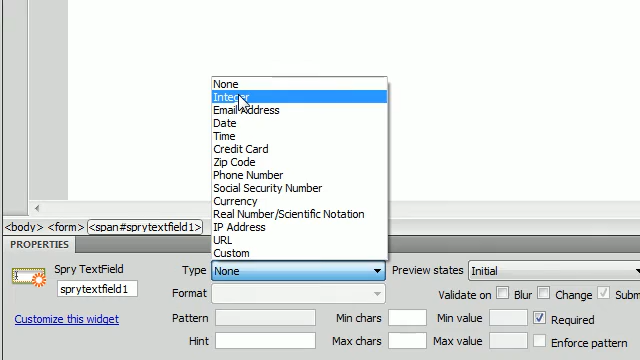 None
Integer
Email Address
Date
Time
Credit Card
Zip Code
Phone Number
Social Security Number
Currency
Real Number/Scientific Notation
IP Address
URL
Custom
<body> <form> <span#sprytextfield1>
PROPERTIES
Spry TextField Type None Preview states Initial
sprytextfield1 Format Validate on Blur Change Subm
Customize this widget Pattern Min chars Min value Required
Hint Max chars Max value Enforce pattern